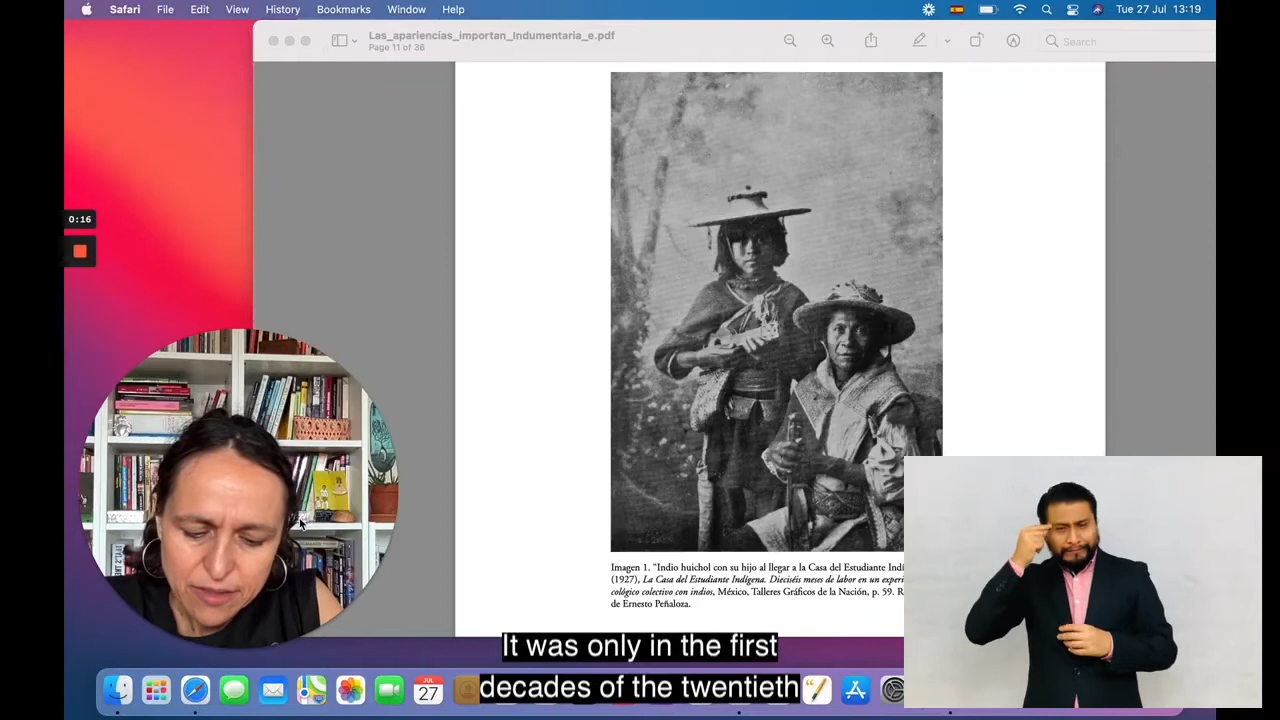 Safari File Edit View History Bookmarks Window Help Tue 27 Jul 13:19
Las_apariencias_importan_Indumentaria_e.pdf
Page 11 of 36
Search
0:16
Imagen 1. "Indio huichol con su hijo al llegar a la Casa del Estudiante
(1927), La Casa del Estudiante Indígena. Dieciséis meses de labor en un
cológico colectivo con indios, México, Talleres Gráficos de la Nación, p. 59.
de Ernesto Peñaloza.
It was only in the first
decades of the twentieth
JUL
27